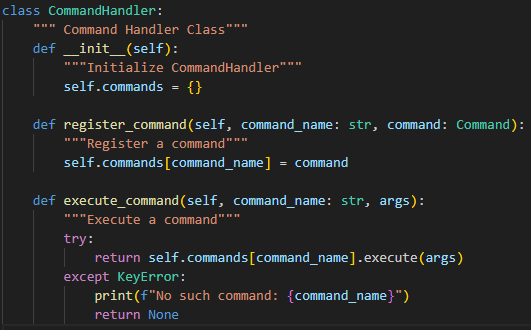 class CommandHandler:
    """ Command Handler Class"""
    def __init__(self):
        """Initialize CommandHandler"""
        self.commands = {}

    def register_command(self, command_name: str, command: Command):
        """Register a command"""
        self.commands[command_name] = command

    def execute_command(self, command_name: str, args):
        """Execute a command"""
        try:
            return self.commands[command_name].execute(args)
        except KeyError:
            print(f"No such command: {command_name}")
            return None